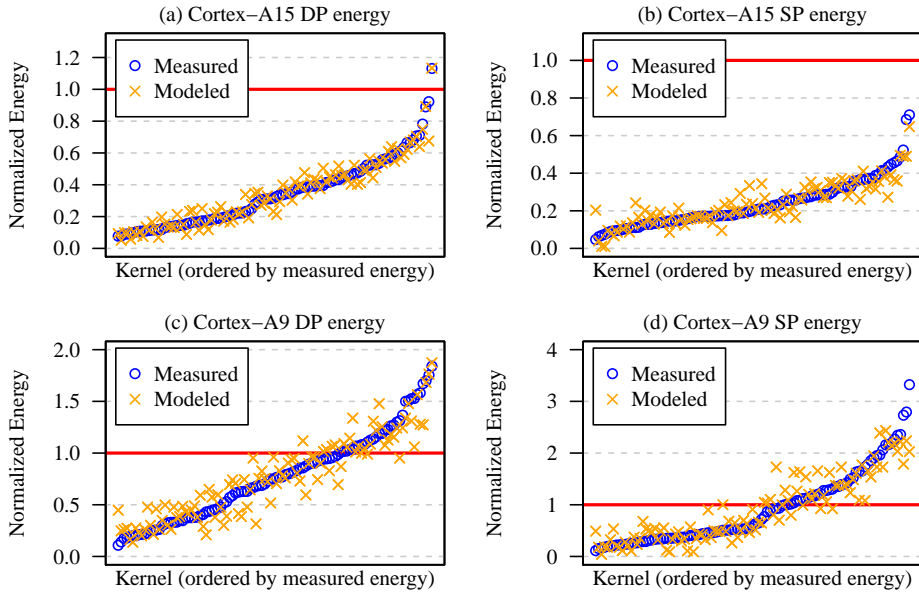 (a) Cortex−A15 DP energy
Normalized Energy
1.2
1.0
0.8
0.6
0.4
0.2
0.0
Measured
Modeled
Kernel (ordered by measured energy)
(b) Cortex−A15 SP energy
Normalized Energy
1.0
0.8
0.6
0.4
0.2
0.0
Measured
Modeled
Kernel (ordered by measured energy)
(c) Cortex−A9 DP energy
Normalized Energy
2.0
1.5
1.0
0.5
0.0
Measured
Modeled
Kernel (ordered by measured energy)
(d) Cortex−A9 SP energy
Normalized Energy
4
3
2
1
0
Measured
Modeled
Kernel (ordered by measured energy)